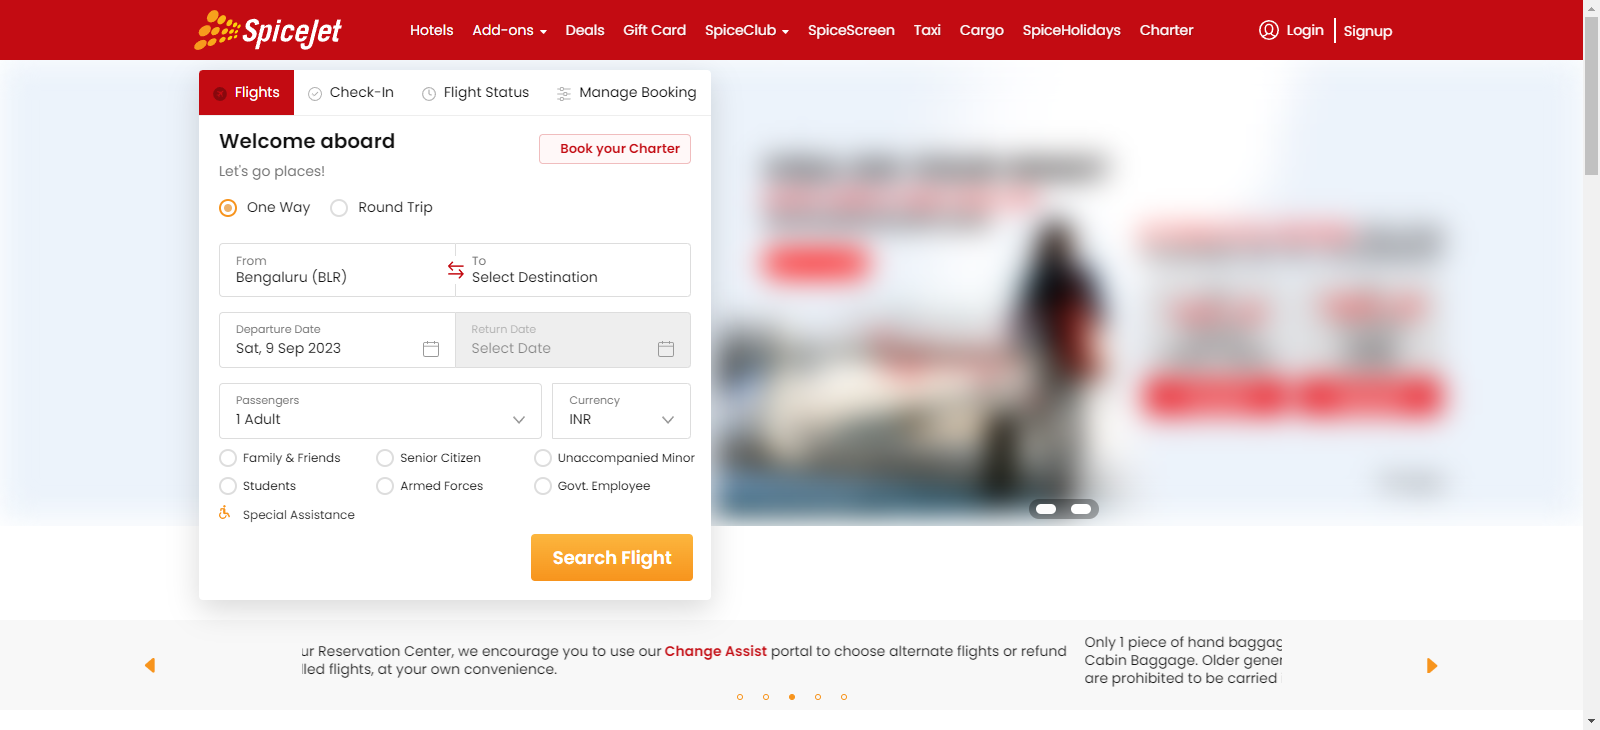 SpiceJet
Hotels Add-ons Deals Gift Card SpiceClub SpiceScreen Taxi Cargo SpiceHolidays Charter Login Signup
Flights Check-In Flight Status Manage Booking
Welcome aboard
Book your Charter
Let's go places!
One Way Round Trip
From To
Bengaluru (BLR) Select Destination
Departure Date Return Date
Sat, 9 Sep 2023 Select Date
Passengers Currency
1 Adult INR
Family & Friends Senior Citizen Unaccompanied Minor
Students Armed Forces Govt. Employee
Special Assistance
Search Flight
ur Reservation Center, we encourage you to use our Change Assist portal to choose alternate flights or refund
lled flights, at your own convenience.
Only 1 piece of hand baggag
Cabin Baggage. Older gener
are prohibited to be carried